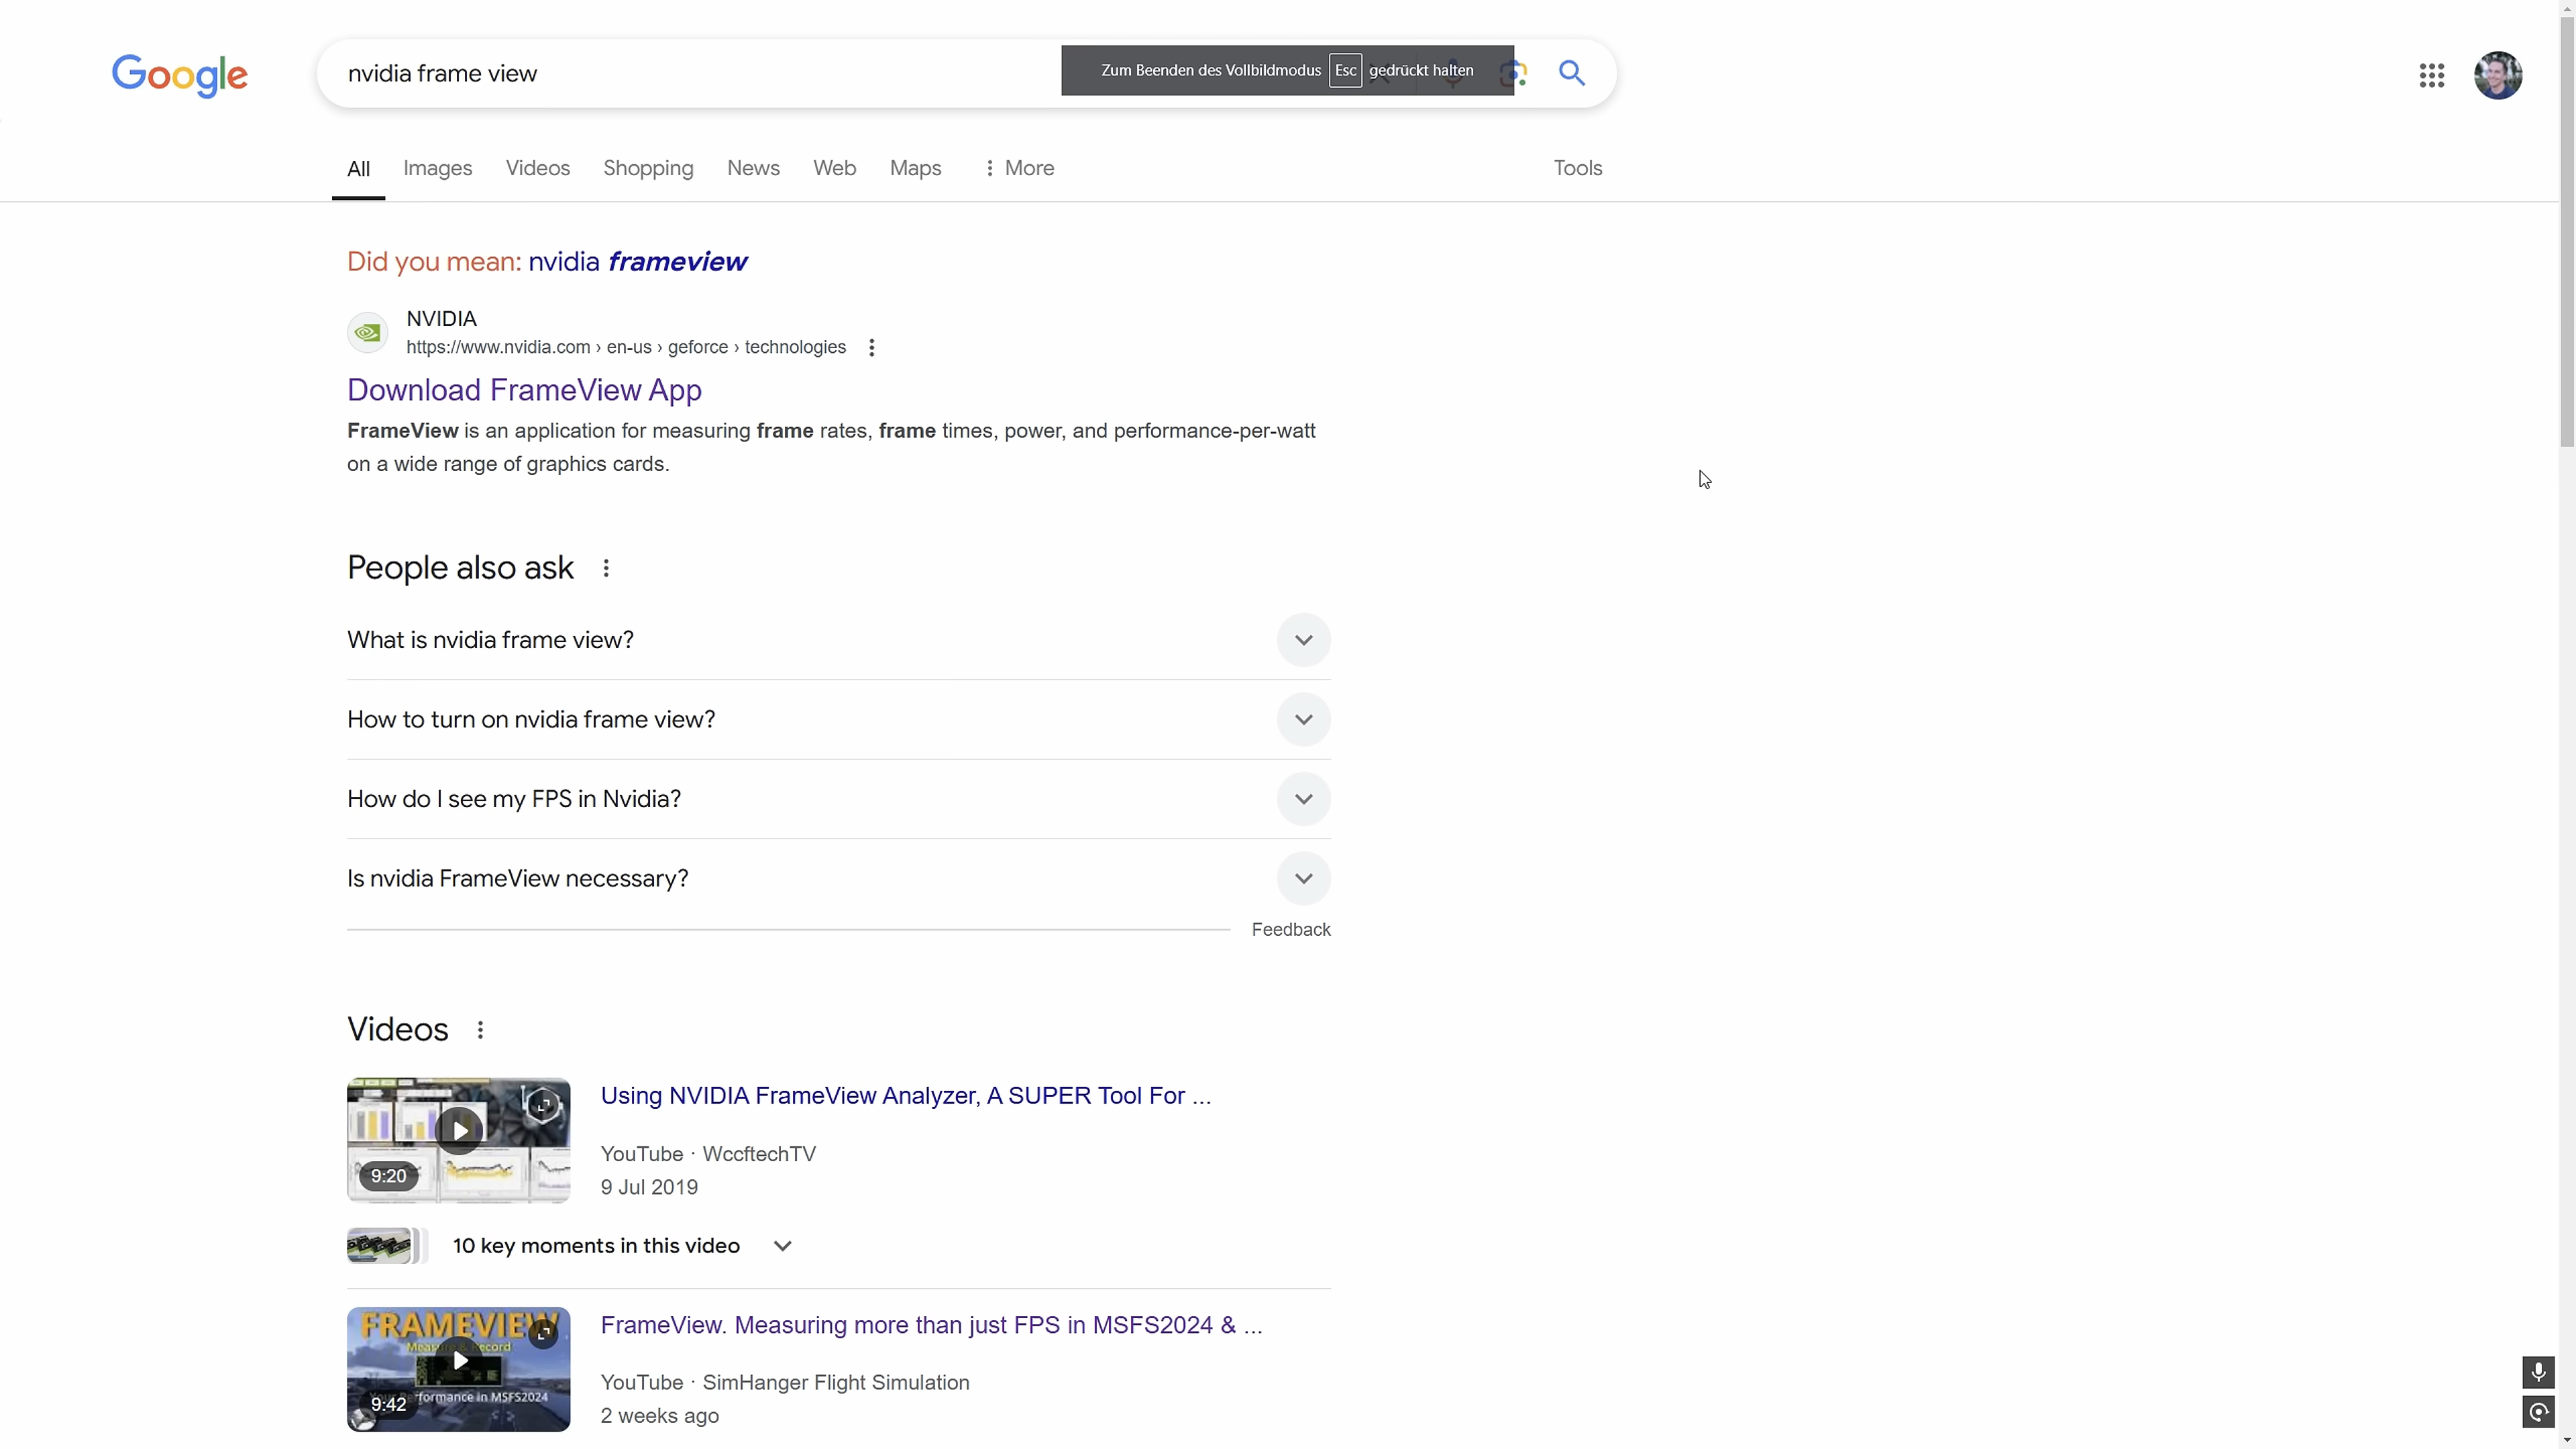 Google
nvidia frame view
Zum Beenden des Vollbildmodus Esc gedrückt halten
All Images Videos Shopping News Web Maps More Tools
Did you mean: nvidia frameview
NVIDIA
https://www.nvidia.com › en-us › geforce › technologies
Download FrameView App
FrameView is an application for measuring frame rates, frame times, power, and performance-per-watt
on a wide range of graphics cards.
People also ask
What is nvidia frame view?
How to turn on nvidia frame view?
How do I see my FPS in Nvidia?
Is nvidia FrameView necessary?
Feedback
Videos
Using NVIDIA FrameView Analyzer, A SUPER Tool For ...
YouTube · WccftechTV
9 Jul 2019
9:20
10 key moments in this video
FRAMEVIEW
Measure & Record
Performance in MSFS2024
9:42
FrameView. Measuring more than just FPS in MSFS2024 & ...
YouTube · SimHanger Flight Simulation
2 weeks ago